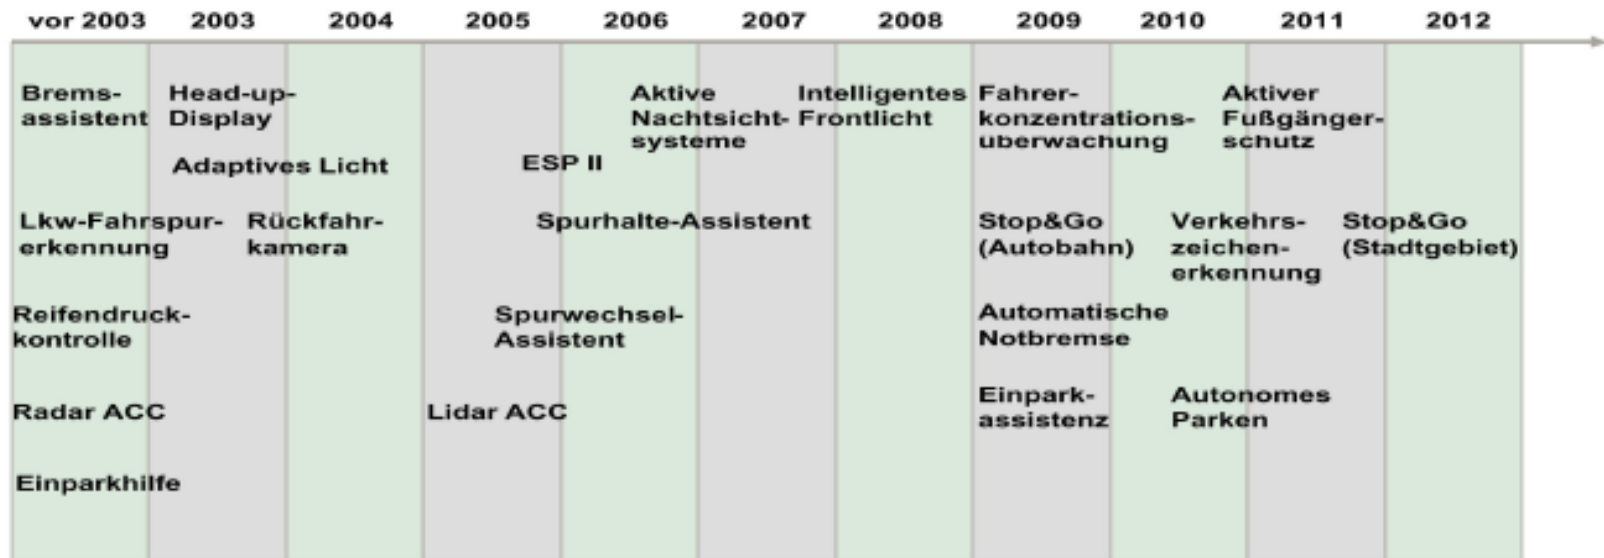 vor 2003 2003 2004 2005 2006 2007 2008 2009 2010 2011 2012
Brems-
assistent
Head-up-
Display
Aktive
Nachtsicht-
systeme
Intelligentes
Frontlicht
Fahrer-
konzentrations-
überwachung
Aktiver
Fußgänger-
schutz
Adaptives Licht
ESP II
Lkw-Fahrspur-
erkennung
Rückfahr-
kamera
Spurhalte-Assistent
Stop&Go
(Autobahn)
Verkehrs-
zeichen-
erkennung
Stop&Go
(Stadtgebiet)
Reifendruck-
kontrolle
Spurwechsel-
Assistent
Automatische
Notbremse
Radar ACC
Lidar ACC
Einpark-
assistenz
Autonomes
Parken
Einparkhilfe